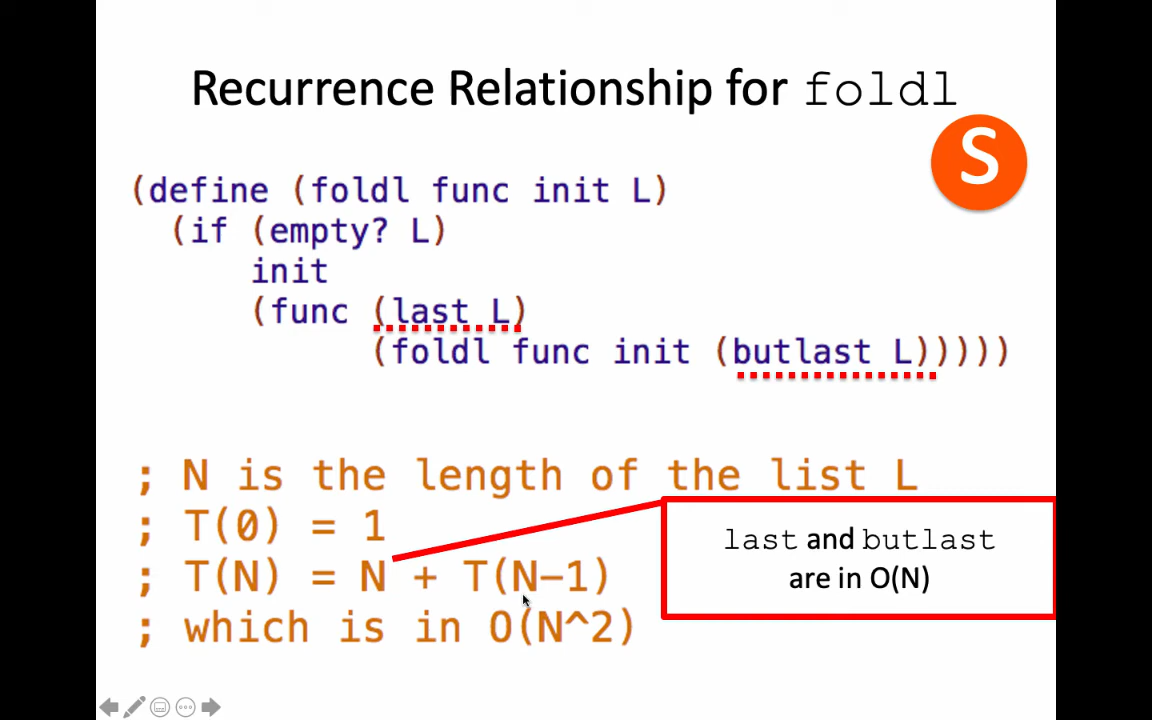 Recurrence Relationship for foldl
S
(define (foldl func init L)
(if (empty? L)
init
(func (last L)
(foldl func init (butlast L)))))
; N is the length of the list L
; T(0) = 1
; T(N) = N + T(N-1)
; which is in O(N^2)
last and butlast
are in O(N)